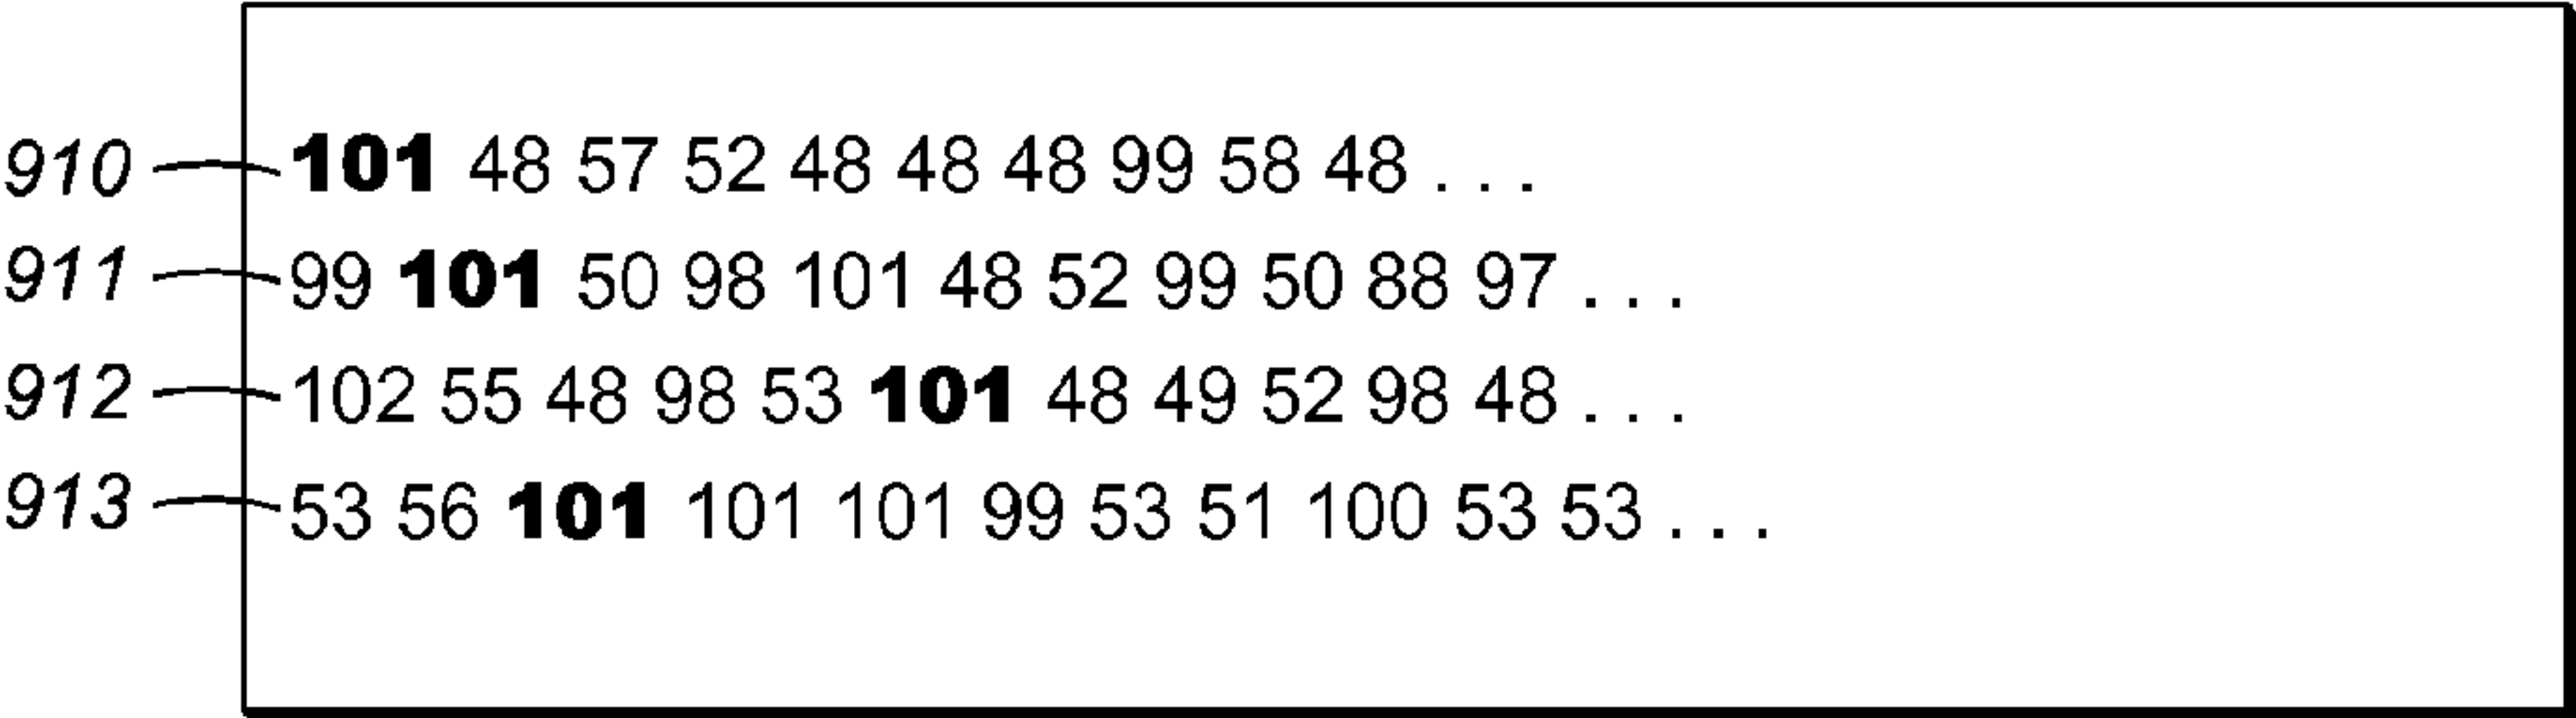 910 101 48 57 52 48 48 48 99 58 48 . . .
911 99 101 50 98 101 48 52 99 50 88 97 . . .
912 102 55 48 98 53 101 48 49 52 98 48 . . .
913 53 56 101 101 101 99 53 51 100 53 53 . . .